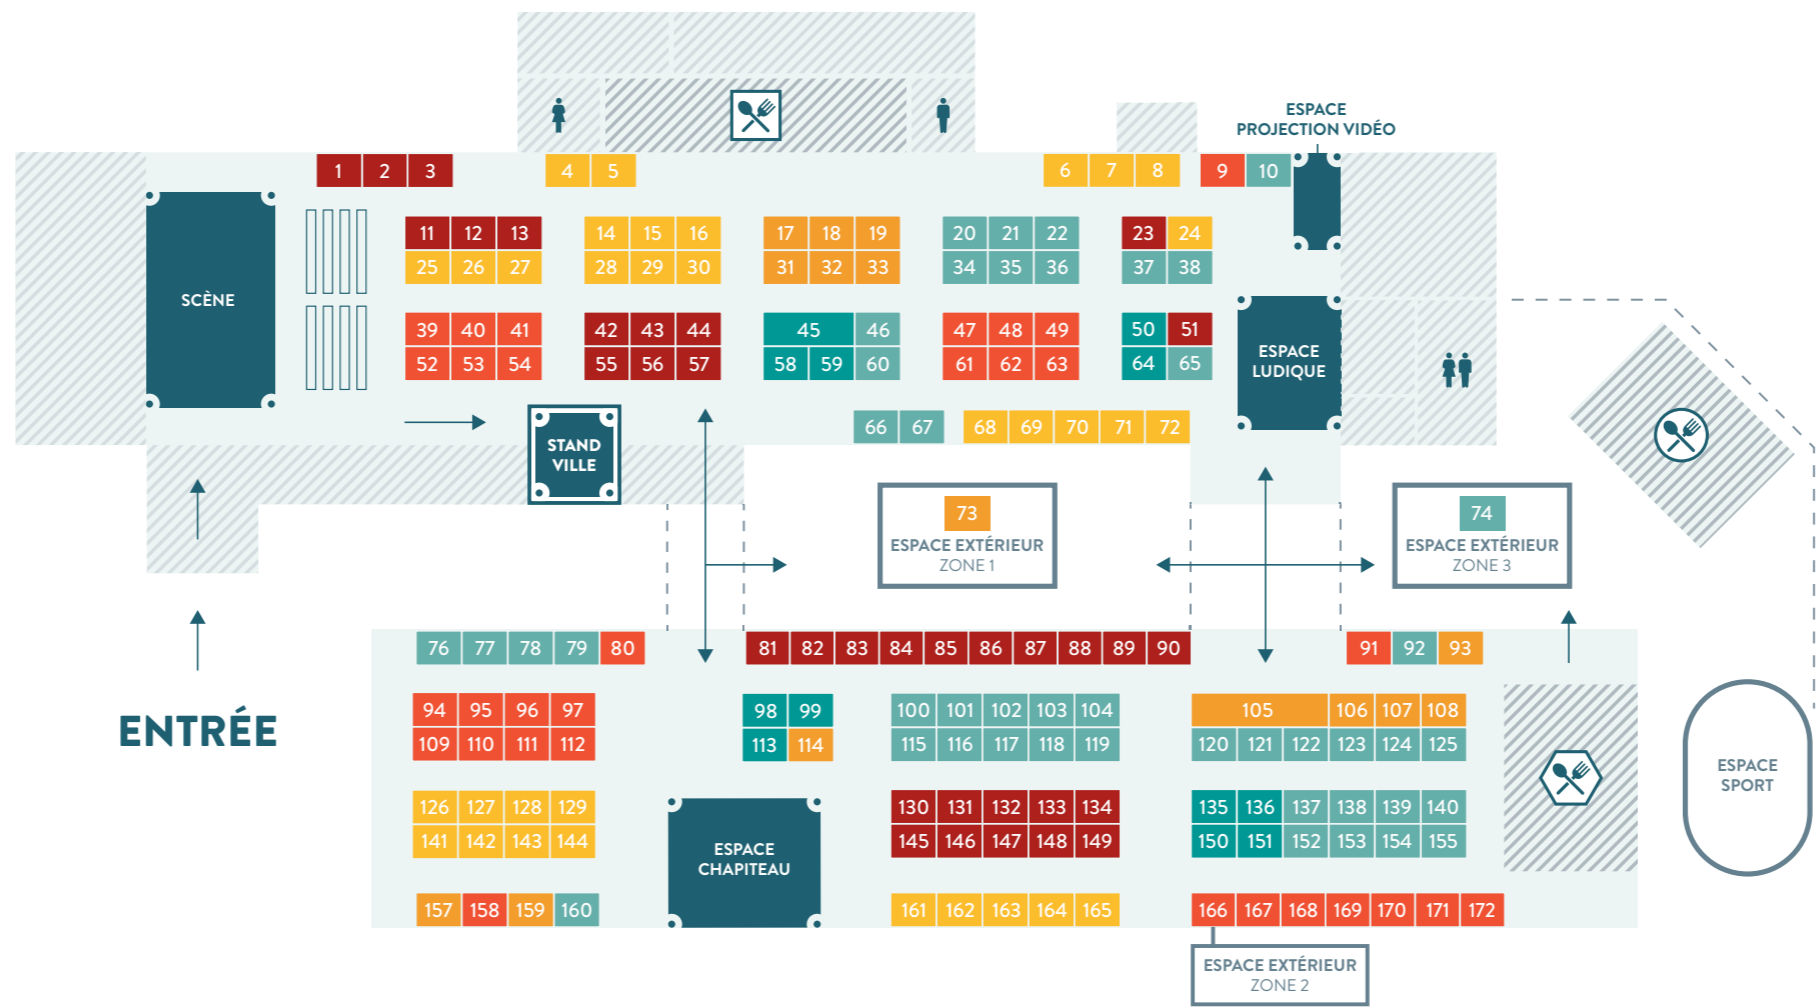 ESPACE
PROJECTION VIDÉO
1 2 3 4 5 6 7 8 9 10
11 12 13 14 15 16 17 18 19 20 21 22 23 24
25 26 27 28 29 30 31 32 33 34 35 36 37 38
SCÈNE
39 40 41 42 43 44 45 46 47 48 49 50 51
52 53 54 55 56 57 58 59 60 61 62 63 64 65
ESPACE
LUDIQUE
66 67 68 69 70 71 72
STAND
VILLE
73
ESPACE EXTÉRIEUR
ZONE 1
74
ESPACE EXTÉRIEUR
ZONE 3
76 77 78 79 80 81 82 83 84 85 86 87 88 89 90 91 92 93
ENTRÉE
94 95 96 97 98 99 100 101 102 103 104 105 106 107 108
109 110 111 112 113 114 115 116 117 118 119 120 121 122 123 124 125
ESPACE
SPORT
126 127 128 129 130 131 132 133 134 135 136 137 138 139 140
141 142 143 144 145 146 147 148 149 150 151 152 153 154 155
ESPACE
CHAPITEAU
157 158 159 160 161 162 163 164 165 166 167 168 169 170 171 172
ESPACE EXTÉRIEUR
ZONE 2